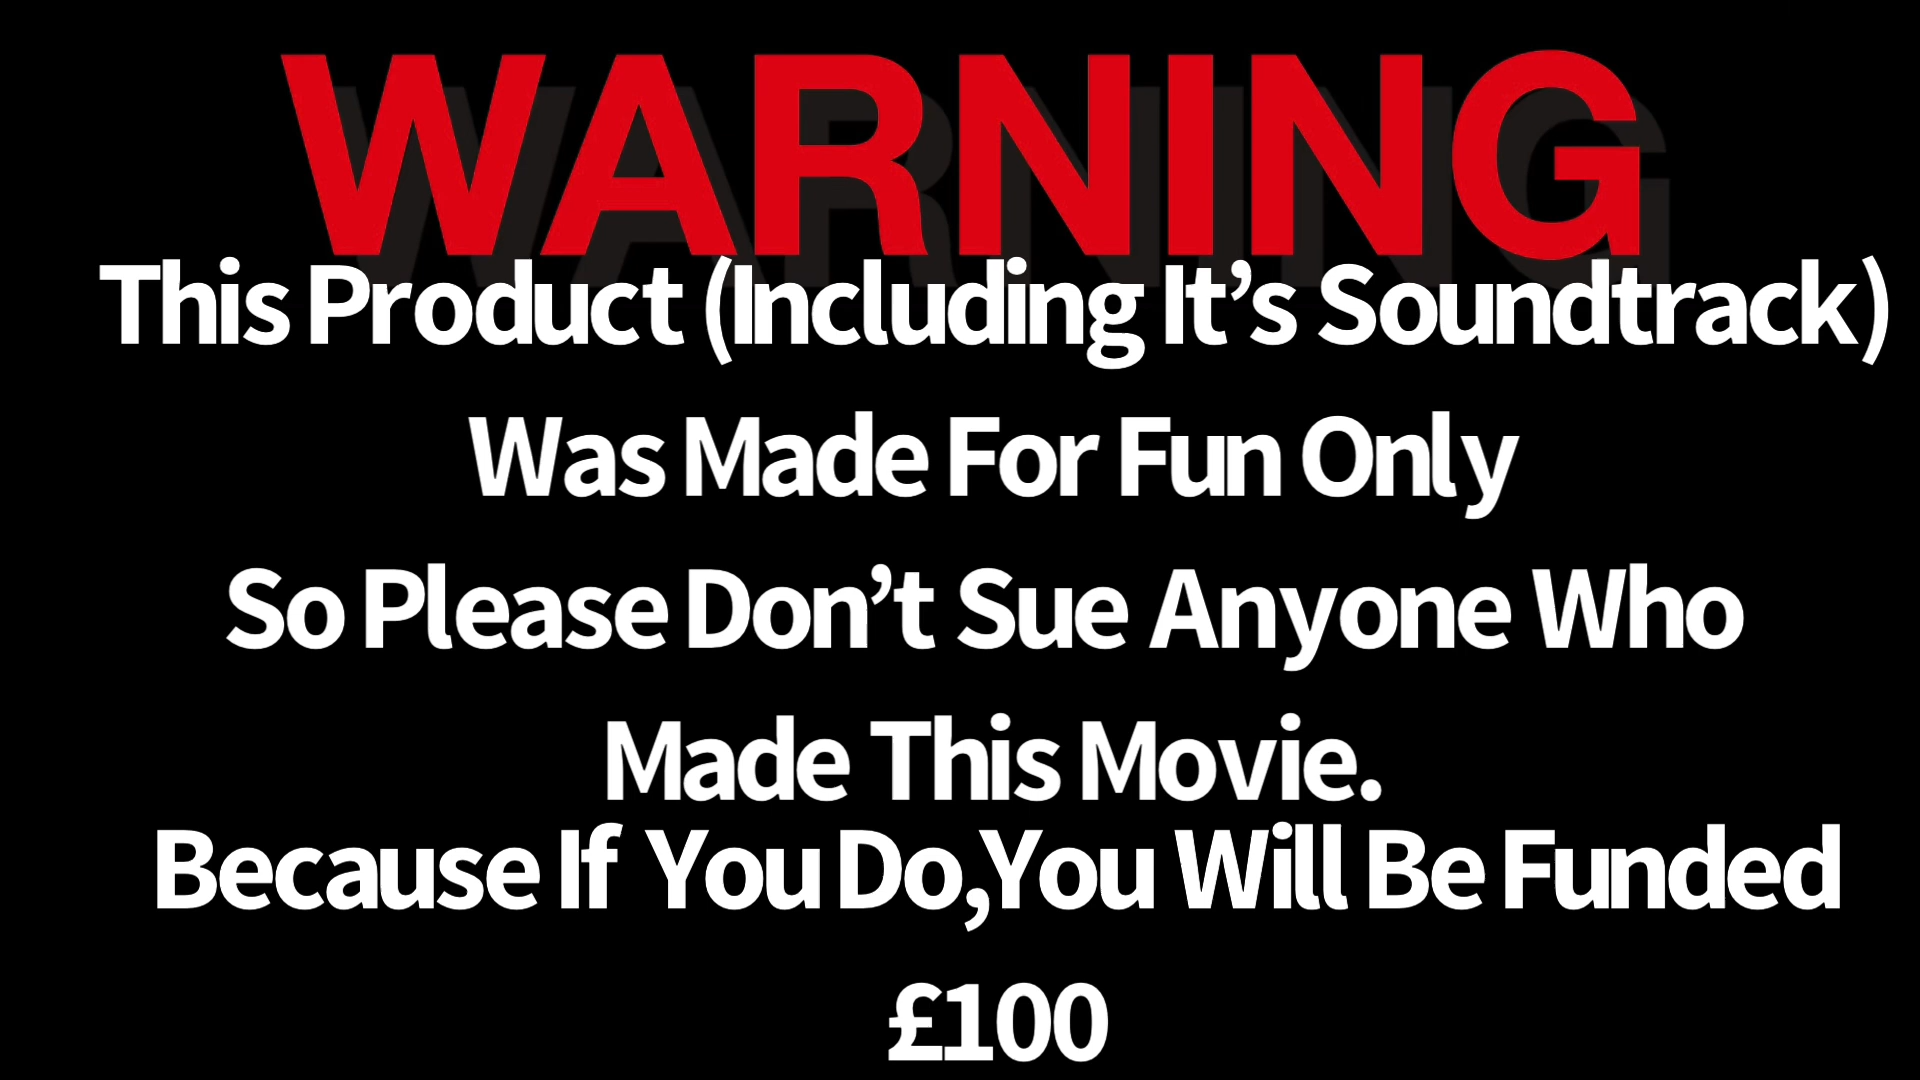 WARNING
This Product (Including It’s Soundtrack)
Was Made For Fun Only
So Please Don’t Sue Anyone Who
Made This Movie.
Because If You Do,You Will Be Funded
£100